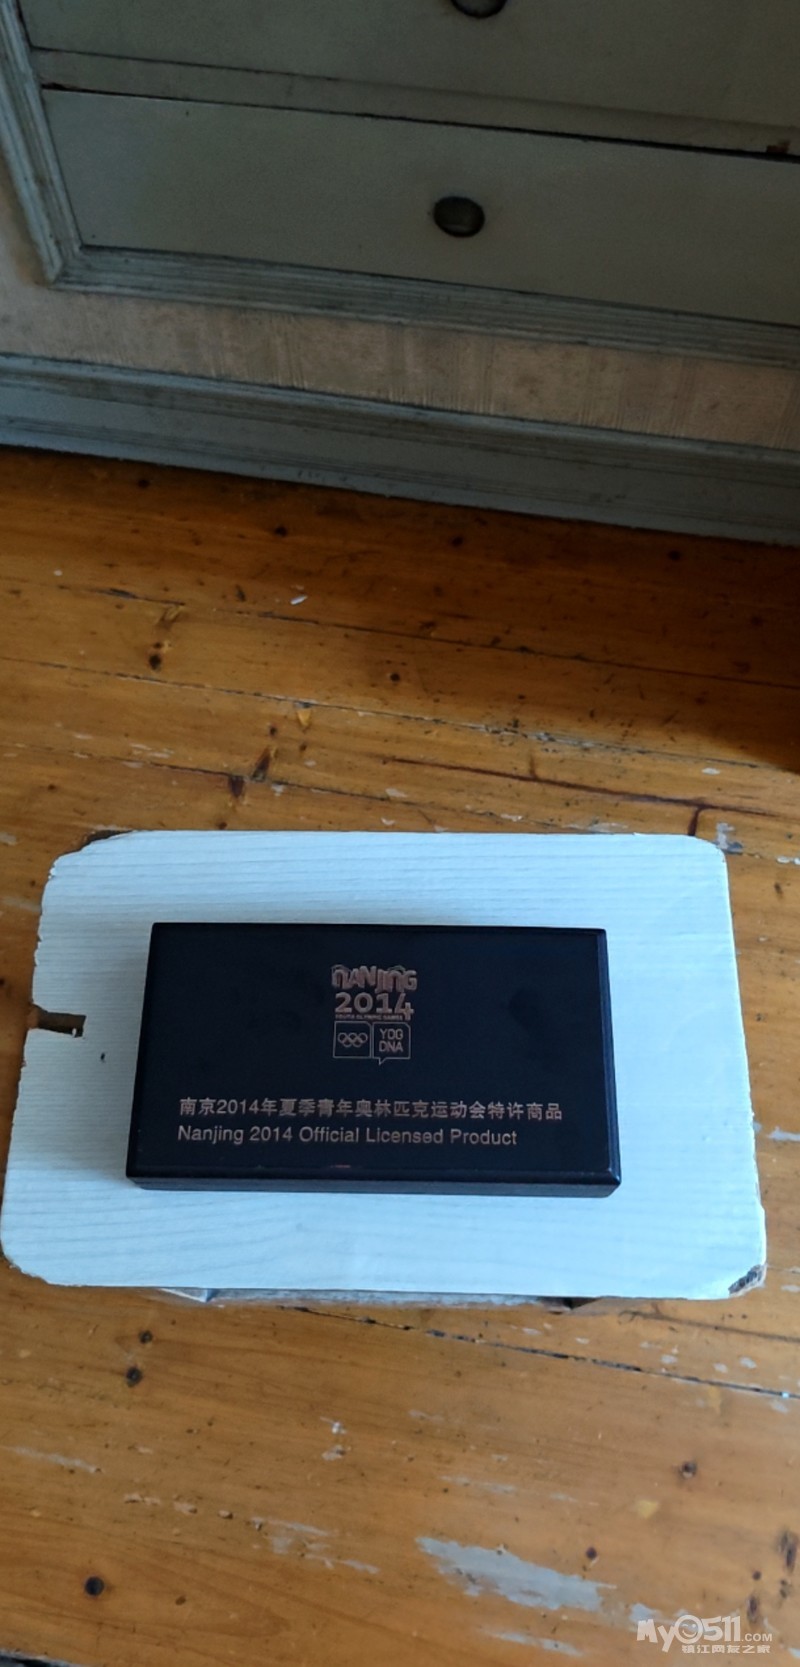 NANJING
2014
YOUTH OLYMPIC GAMES
YOG
DNA
南京2014年夏季青年奥林匹克运动会特许商品
Nanjing 2014 Official Licensed Product
My0511.COM
镇江网友之家